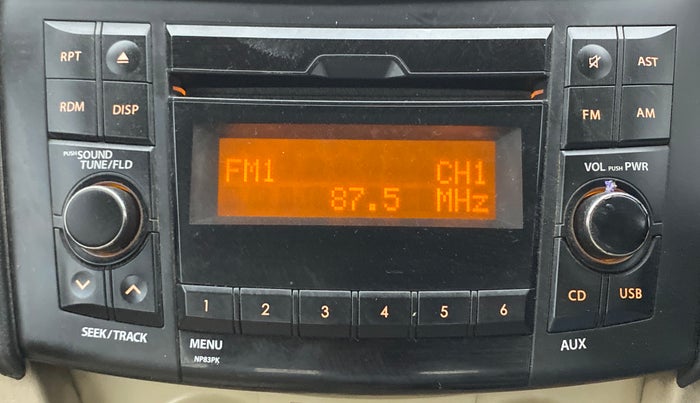 RPT
AST
RDM DISP
FM AM
PUSH SOUND
TUNE/FLD
VOL PUSH PWR
FM1 CH1
87.5 MHz
1 2 3 4 5 6
CD USB
SEEK/TRACK
MENU
AUX
NP83PK